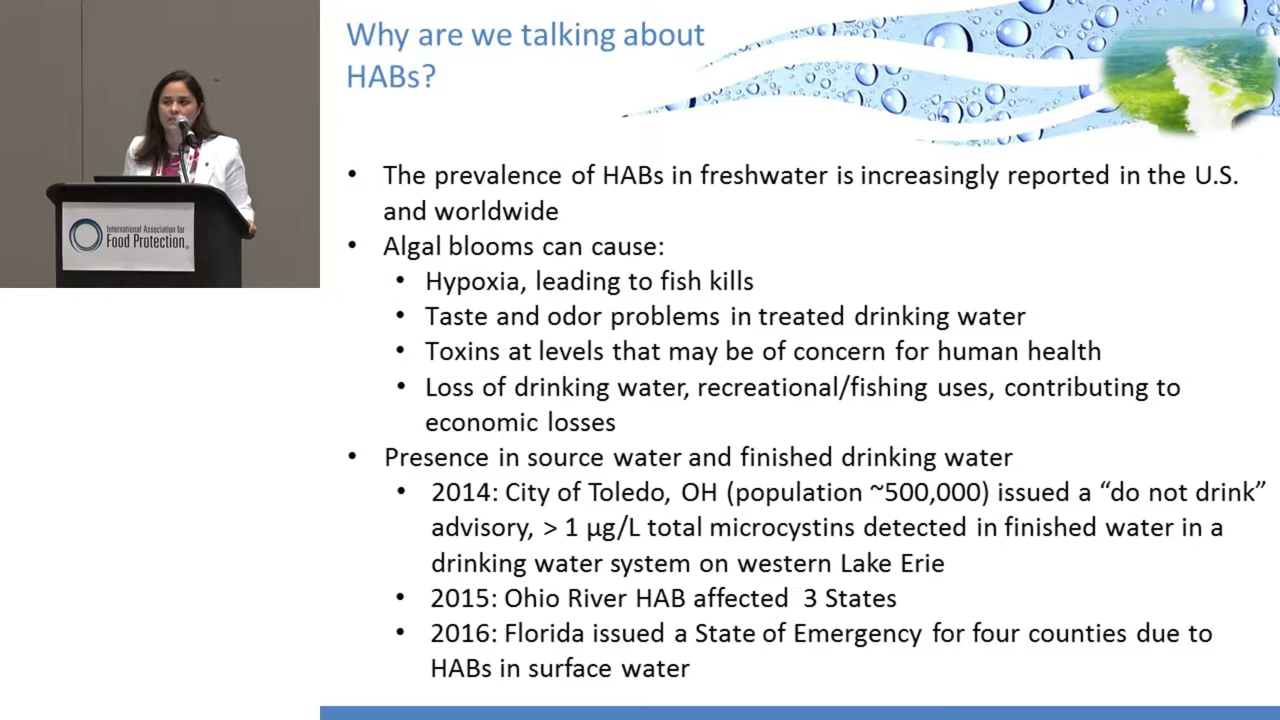 Why are we talking about
HABs?
International Association for
Food Protection®
• The prevalence of HABs in freshwater is increasingly reported in the U.S.
and worldwide
• Algal blooms can cause:
• Hypoxia, leading to fish kills
• Taste and odor problems in treated drinking water
• Toxins at levels that may be of concern for human health
• Loss of drinking water, recreational/fishing uses, contributing to
economic losses
• Presence in source water and finished drinking water
• 2014: City of Toledo, OH (population ~500,000) issued a “do not drink”
advisory, > 1 µg/L total microcystins detected in finished water in a
drinking water system on western Lake Erie
• 2015: Ohio River HAB affected 3 States
• 2016: Florida issued a State of Emergency for four counties due to
HABs in surface water